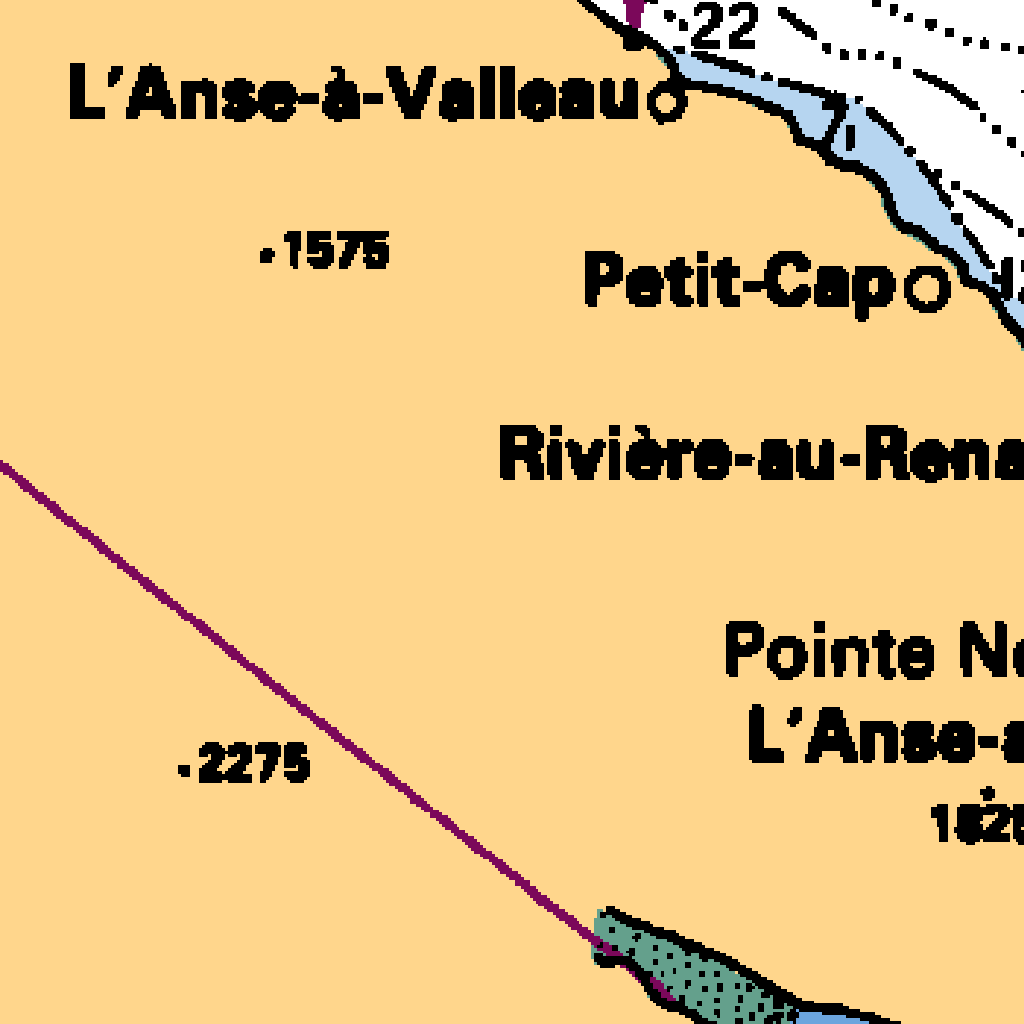 22
L'Anse-à-Valleau
1575
Petit-Cap
Rivière-au-Rena
Pointe
L'Anse-a
2275